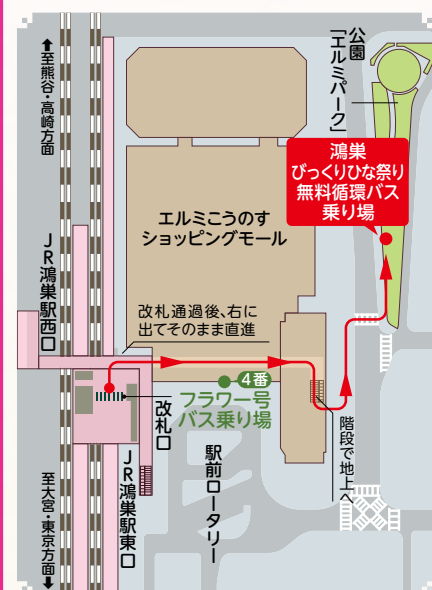 公園
「エルミパーク」
↑至熊谷・高崎方面
鴻巣
びっくりひな祭り
無料循環バス
乗り場
エルミこうのす
ショッピングモール
JR鴻巣駅西口
改札通過後、右に
出てそのまま直進
4番
フラワー号
バス乗り場
改札口
階段で地上へ
駅前ロータリー
JR鴻巣駅東口
至大宮・東京方面↓